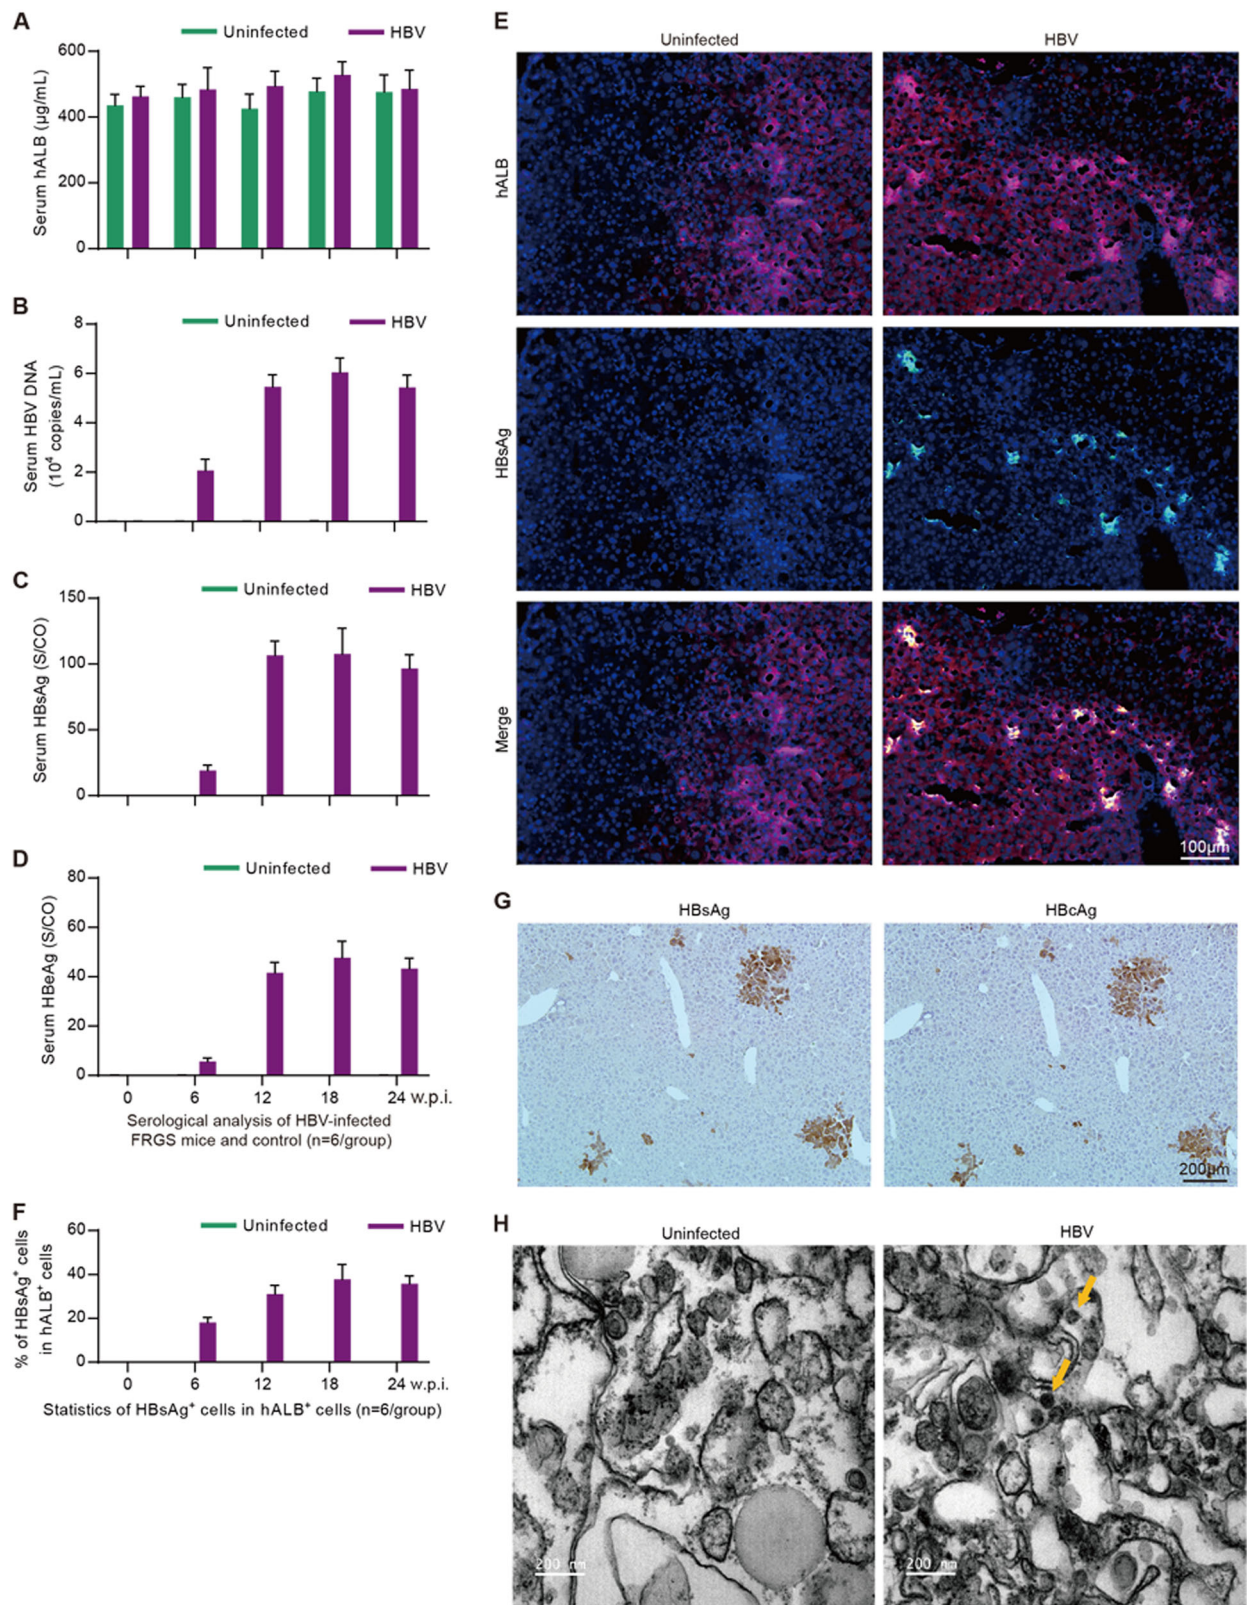 A
Uninfected HBV
Serum hALB (µg/mL)
600
400
200
0
B
Uninfected HBV
Serum HBV DNA
(10⁴ copies/mL)
8
6
4
2
0
C
Uninfected HBV
Serum HBsAg (S/CO)
150
100
50
0
D
Uninfected HBV
Serum HBeAg (S/CO)
80
60
40
20
0
0 6 12 18 24 w.p.i.
Serological analysis of HBV-infected
FRGS mice and control (n=6/group)
F
Uninfected HBV
% of HBsAg⁺ cells
in hALB⁺ cells
60
40
20
0
0 6 12 18 24 w.p.i.
Statistics of HBsAg⁺ cells in hALB⁺ cells (n=6/group)
E
Uninfected HBV
hALB
HBsAg
Merge
100µm
G
HBsAg HBcAg
200µm
H
Uninfected HBV
200 nm 200 nm